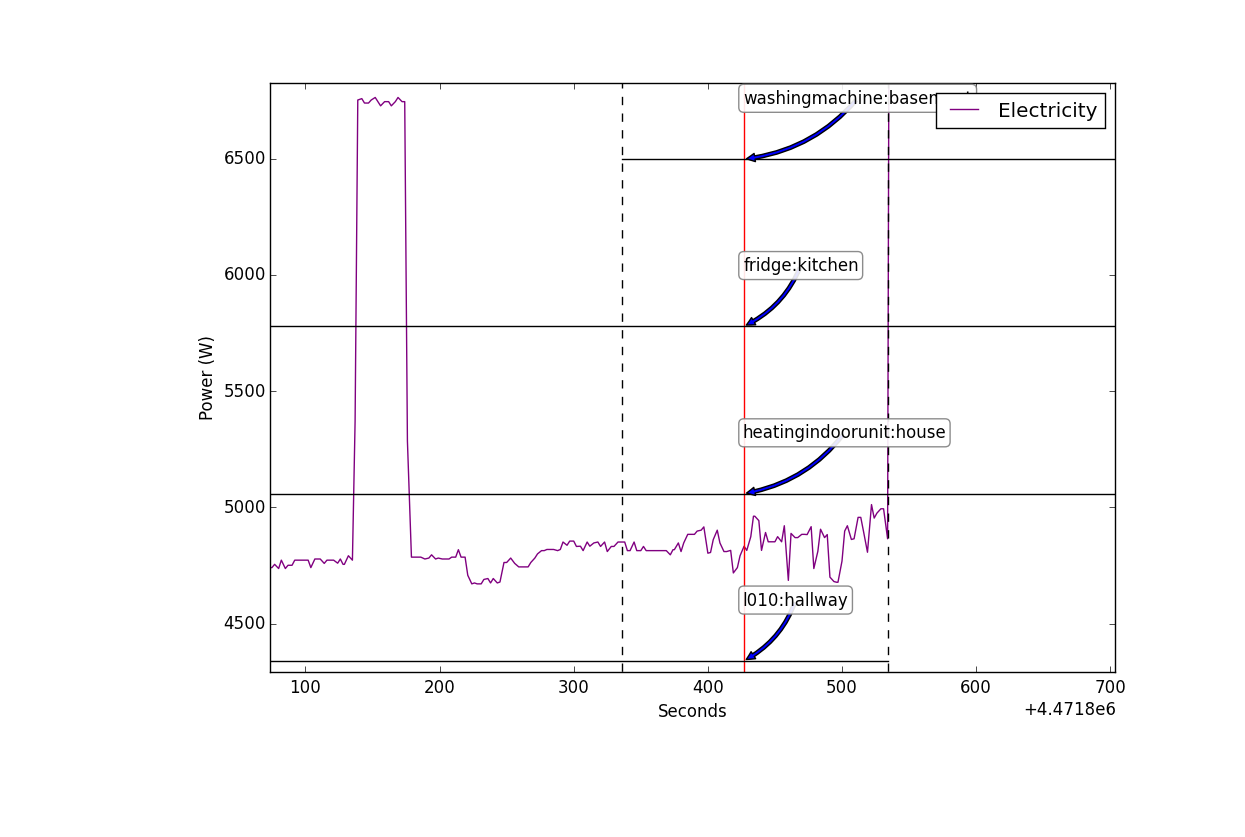 washingmachine:basem
Electricity
6500
fridge:kitchen
6000
Power (W)
5500
heatingindoorunit:house
5000
l010:hallway
4500
100 200 300 400 500 600 700
Seconds
+4.4718e6